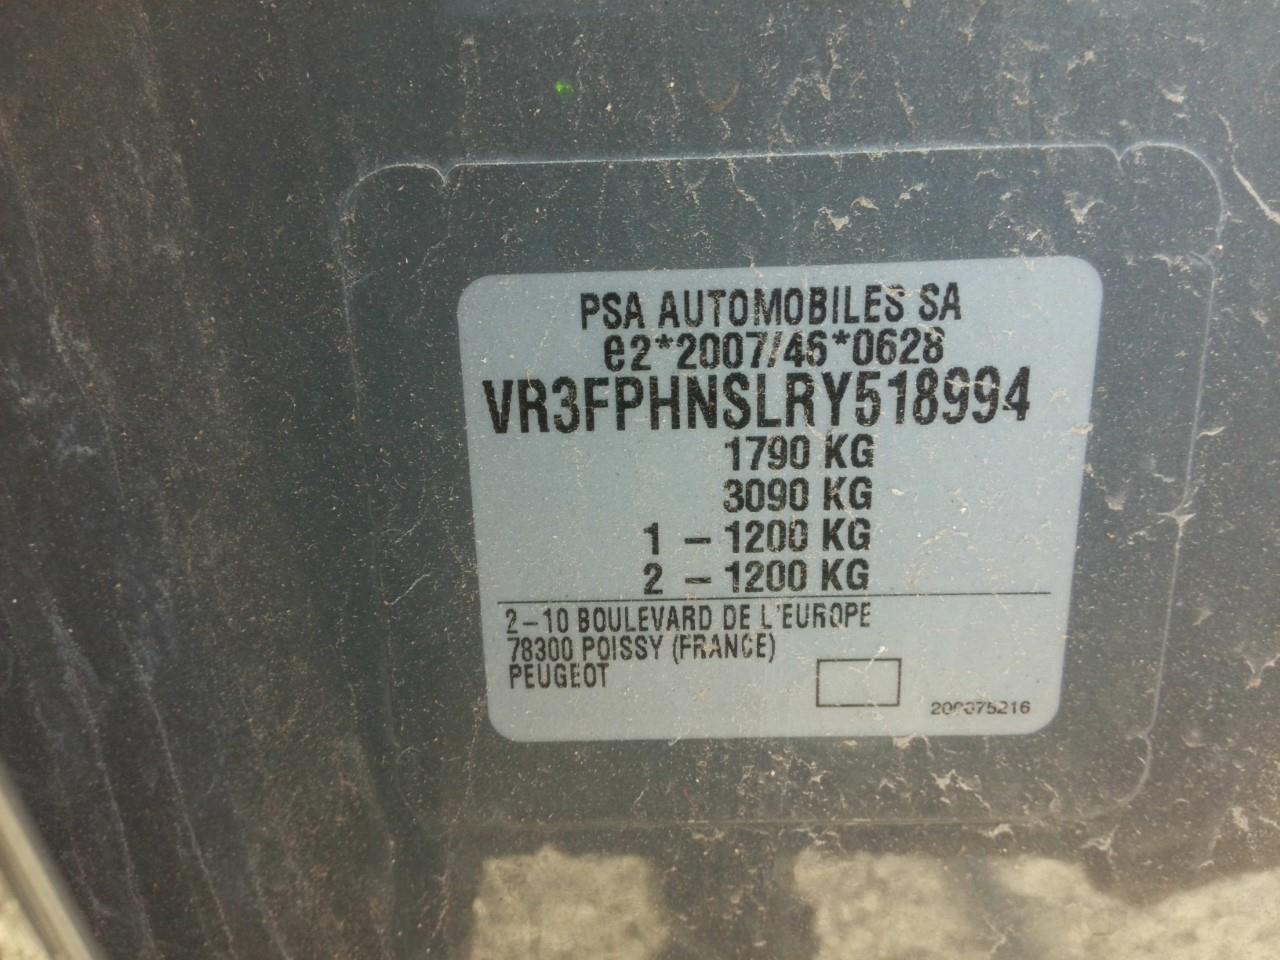 PSA AUTOMOBILES SA
e2*2007/46*0628
VR3FPHNSLRY518994
1790 KG
3090 KG
1 - 1200 KG
2 - 1200 KG
2-10 BOULEVARD DE L'EUROPE
78300 POISSY (FRANCE)
PEUGEOT